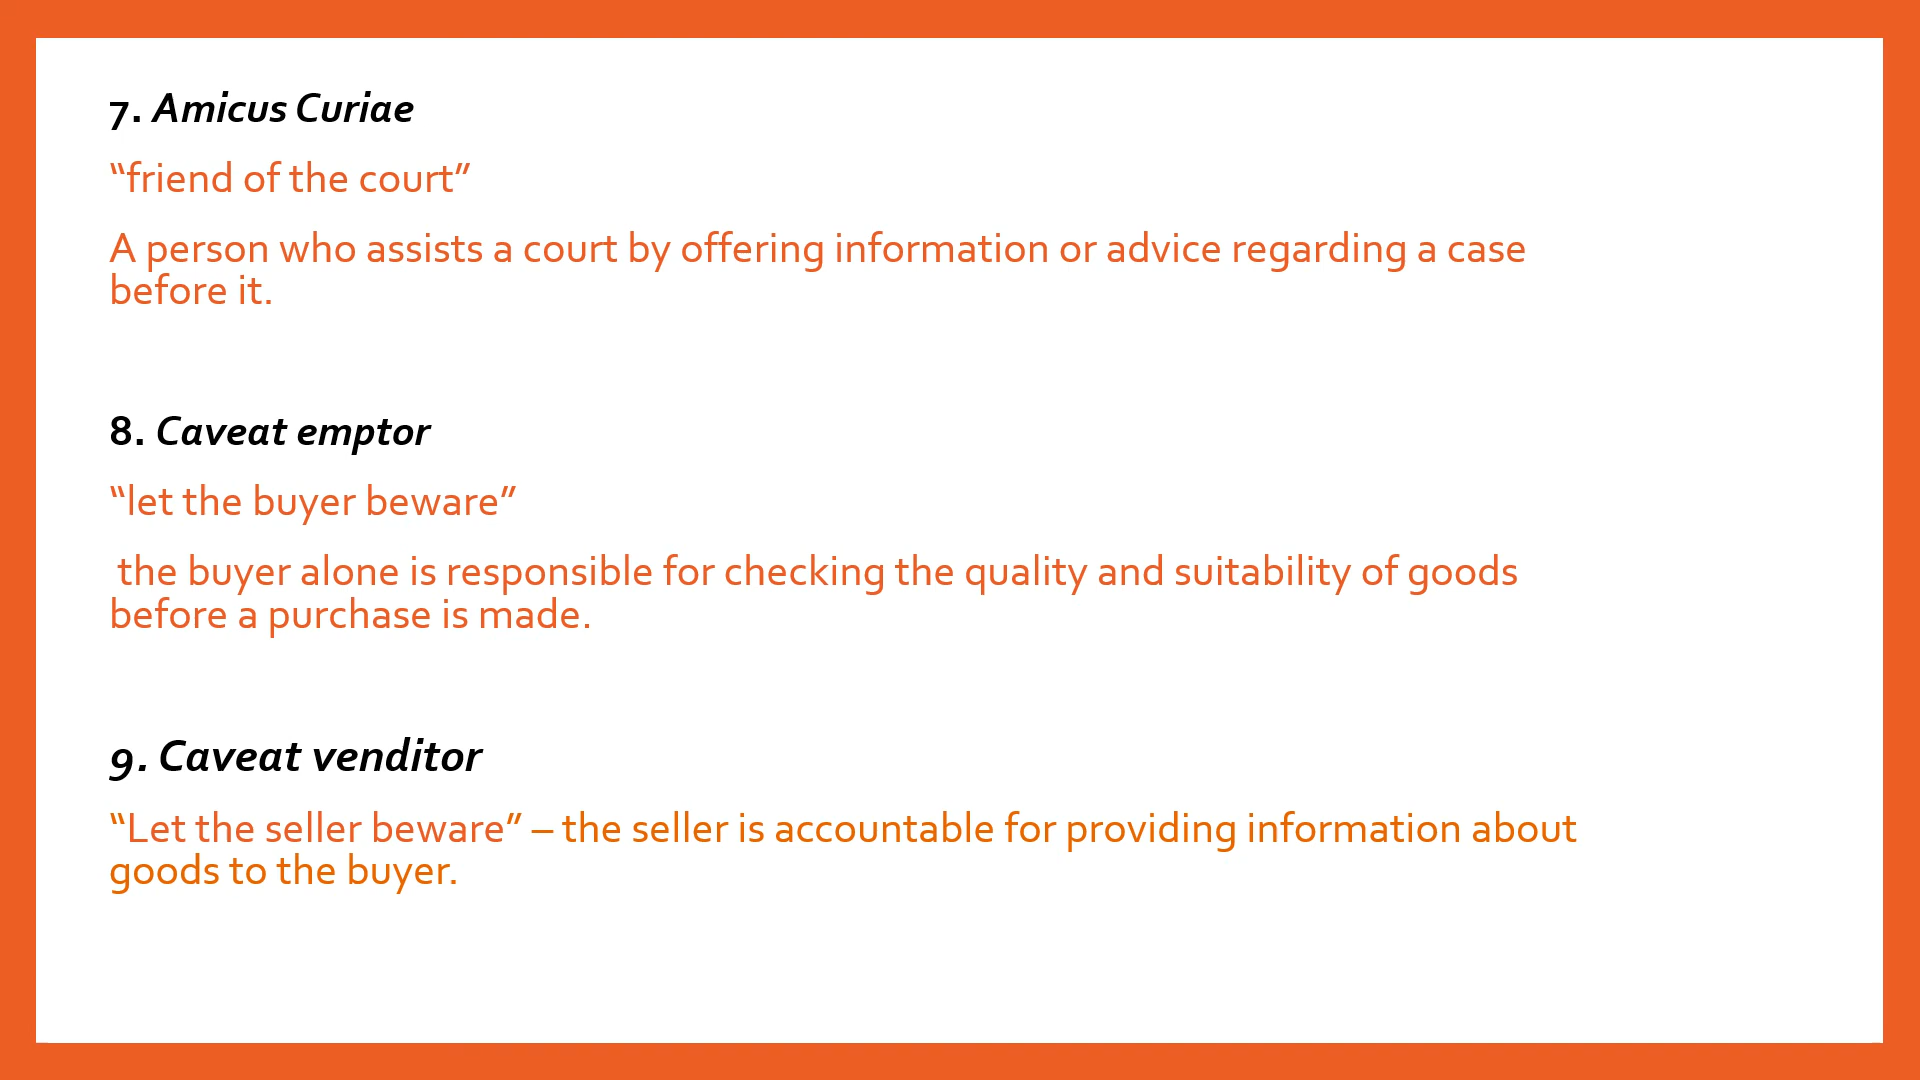 7. Amicus Curiae
“friend of the court”
A person who assists a court by offering information or advice regarding a case
before it.
8. Caveat emptor
“let the buyer beware”
the buyer alone is responsible for checking the quality and suitability of goods
before a purchase is made.
9. Caveat venditor
“Let the seller beware” – the seller is accountable for providing information about
goods to the buyer.